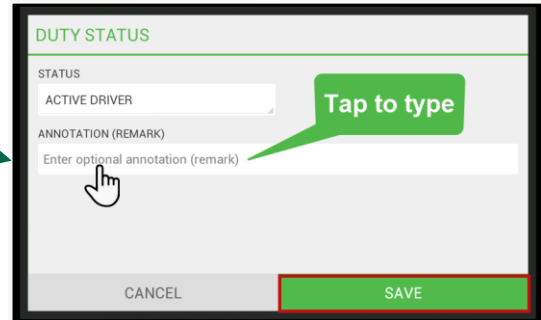 DUTY STATUS
STATUS
ACTIVE DRIVER
Tap to type
ANNOTATION (REMARK)
Enter optional annotation (remark)
CANCEL
SAVE